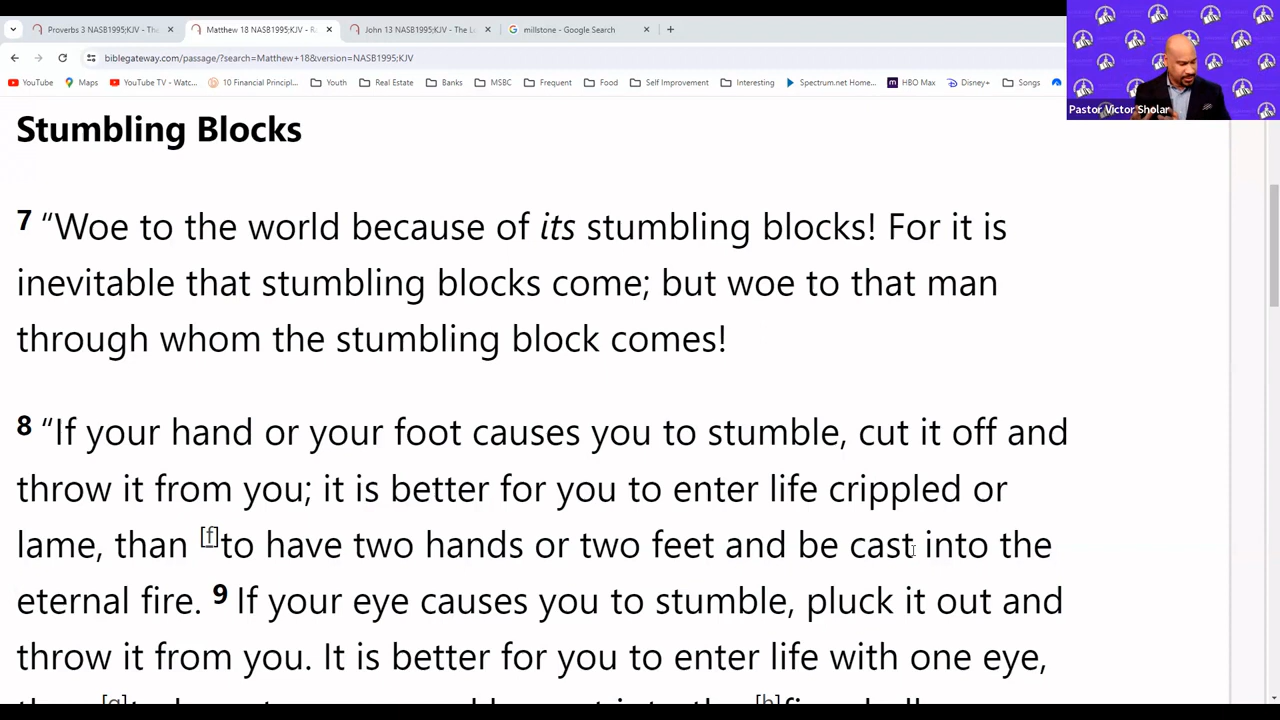 Proverbs 3 NASB1995;KJV - The
Matthew 18 NASB1995;KJV - R
John 13 NASB1995;KJV - The L
millstone - Google Search
biblegateway.com/passage/?search=Matthew+18&version=NASB1995;KJV
YouTube Maps YouTube TV - Watc... 10 Financial Principl... Youth Real Estate Banks MSBC Frequent Food Self Improvement Interesting Spectrum.net Home... HBO Max Disney+ Songs
Pastor Victor Sholar
Stumbling Blocks
7 “Woe to the world because of its stumbling blocks! For it is
inevitable that stumbling blocks come; but woe to that man
through whom the stumbling block comes!
8 “If your hand or your foot causes you to stumble, cut it off and
throw it from you; it is better for you to enter life crippled or
lame, than [f]to have two hands or two feet and be cast into the
eternal fire. 9 If your eye causes you to stumble, pluck it out and
throw it from you. It is better for you to enter life with one eye,